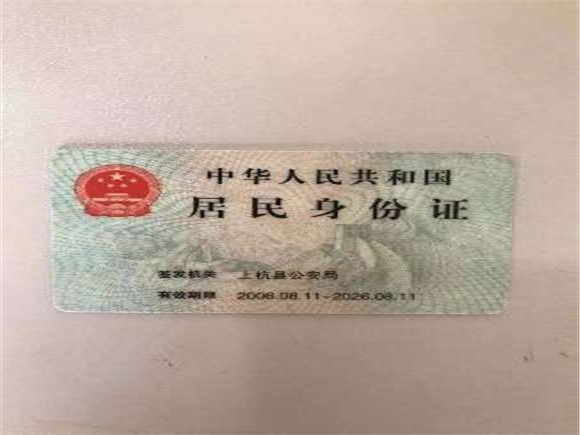 中华人民共和国
居民身份证
签发机关 上杭县公安局
有效期限 2006.08.11-2026.08.11